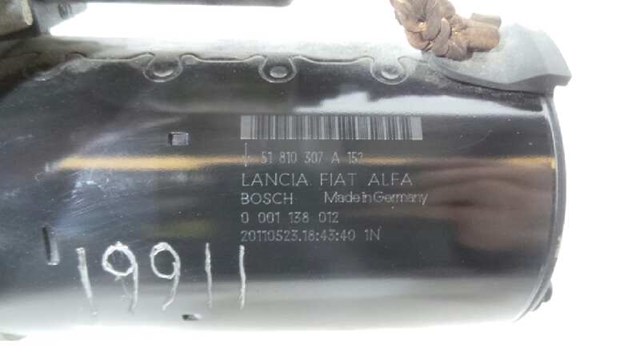 51 810 307 A 152
LANCIA FIAT ALFA
BOSCH Made in Germany
0 001 138 012
20110523.18:43:40 1N
19911